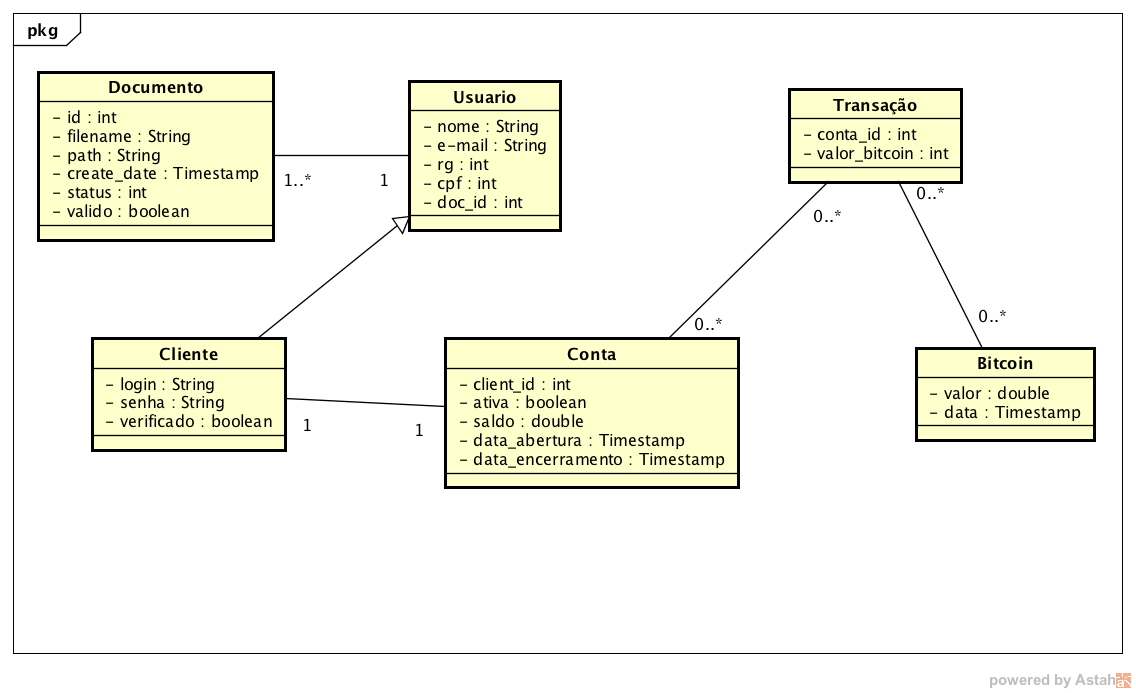 pkg
Documento
- id : int
- filename : String
- path : String
- create_date : Timestamp
- status : int
- valido : boolean
1..*
1
Usuario
- nome : String
- e-mail : String
- rg : int
- cpf : int
- doc_id : int
Transação
- conta_id : int
- valor_bitcoin : int
0..*
0..*
0..*
0..*
Cliente
- login : String
- senha : String
- verificado : boolean
1
1
Conta
- client_id : int
- ativa : boolean
- saldo : double
- data_abertura : Timestamp
- data_encerramento : Timestamp
Bitcoin
- valor : double
- data : Timestamp
powered by Astah